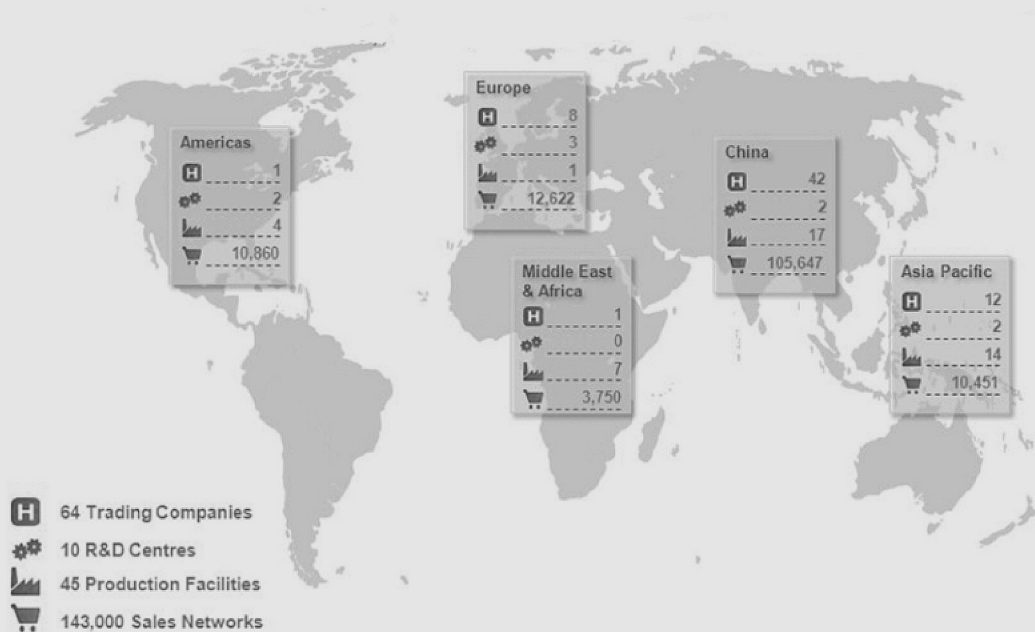 Americas
1
2
4
10,860
Europe
8
3
1
12,622
Middle East
& Africa
1
0
7
3,750
China
42
2
17
105,647
Asia Pacific
12
2
14
10,451
H 64 Trading Companies
10 R&D Centres
45 Production Facilities
143,000 Sales Networks